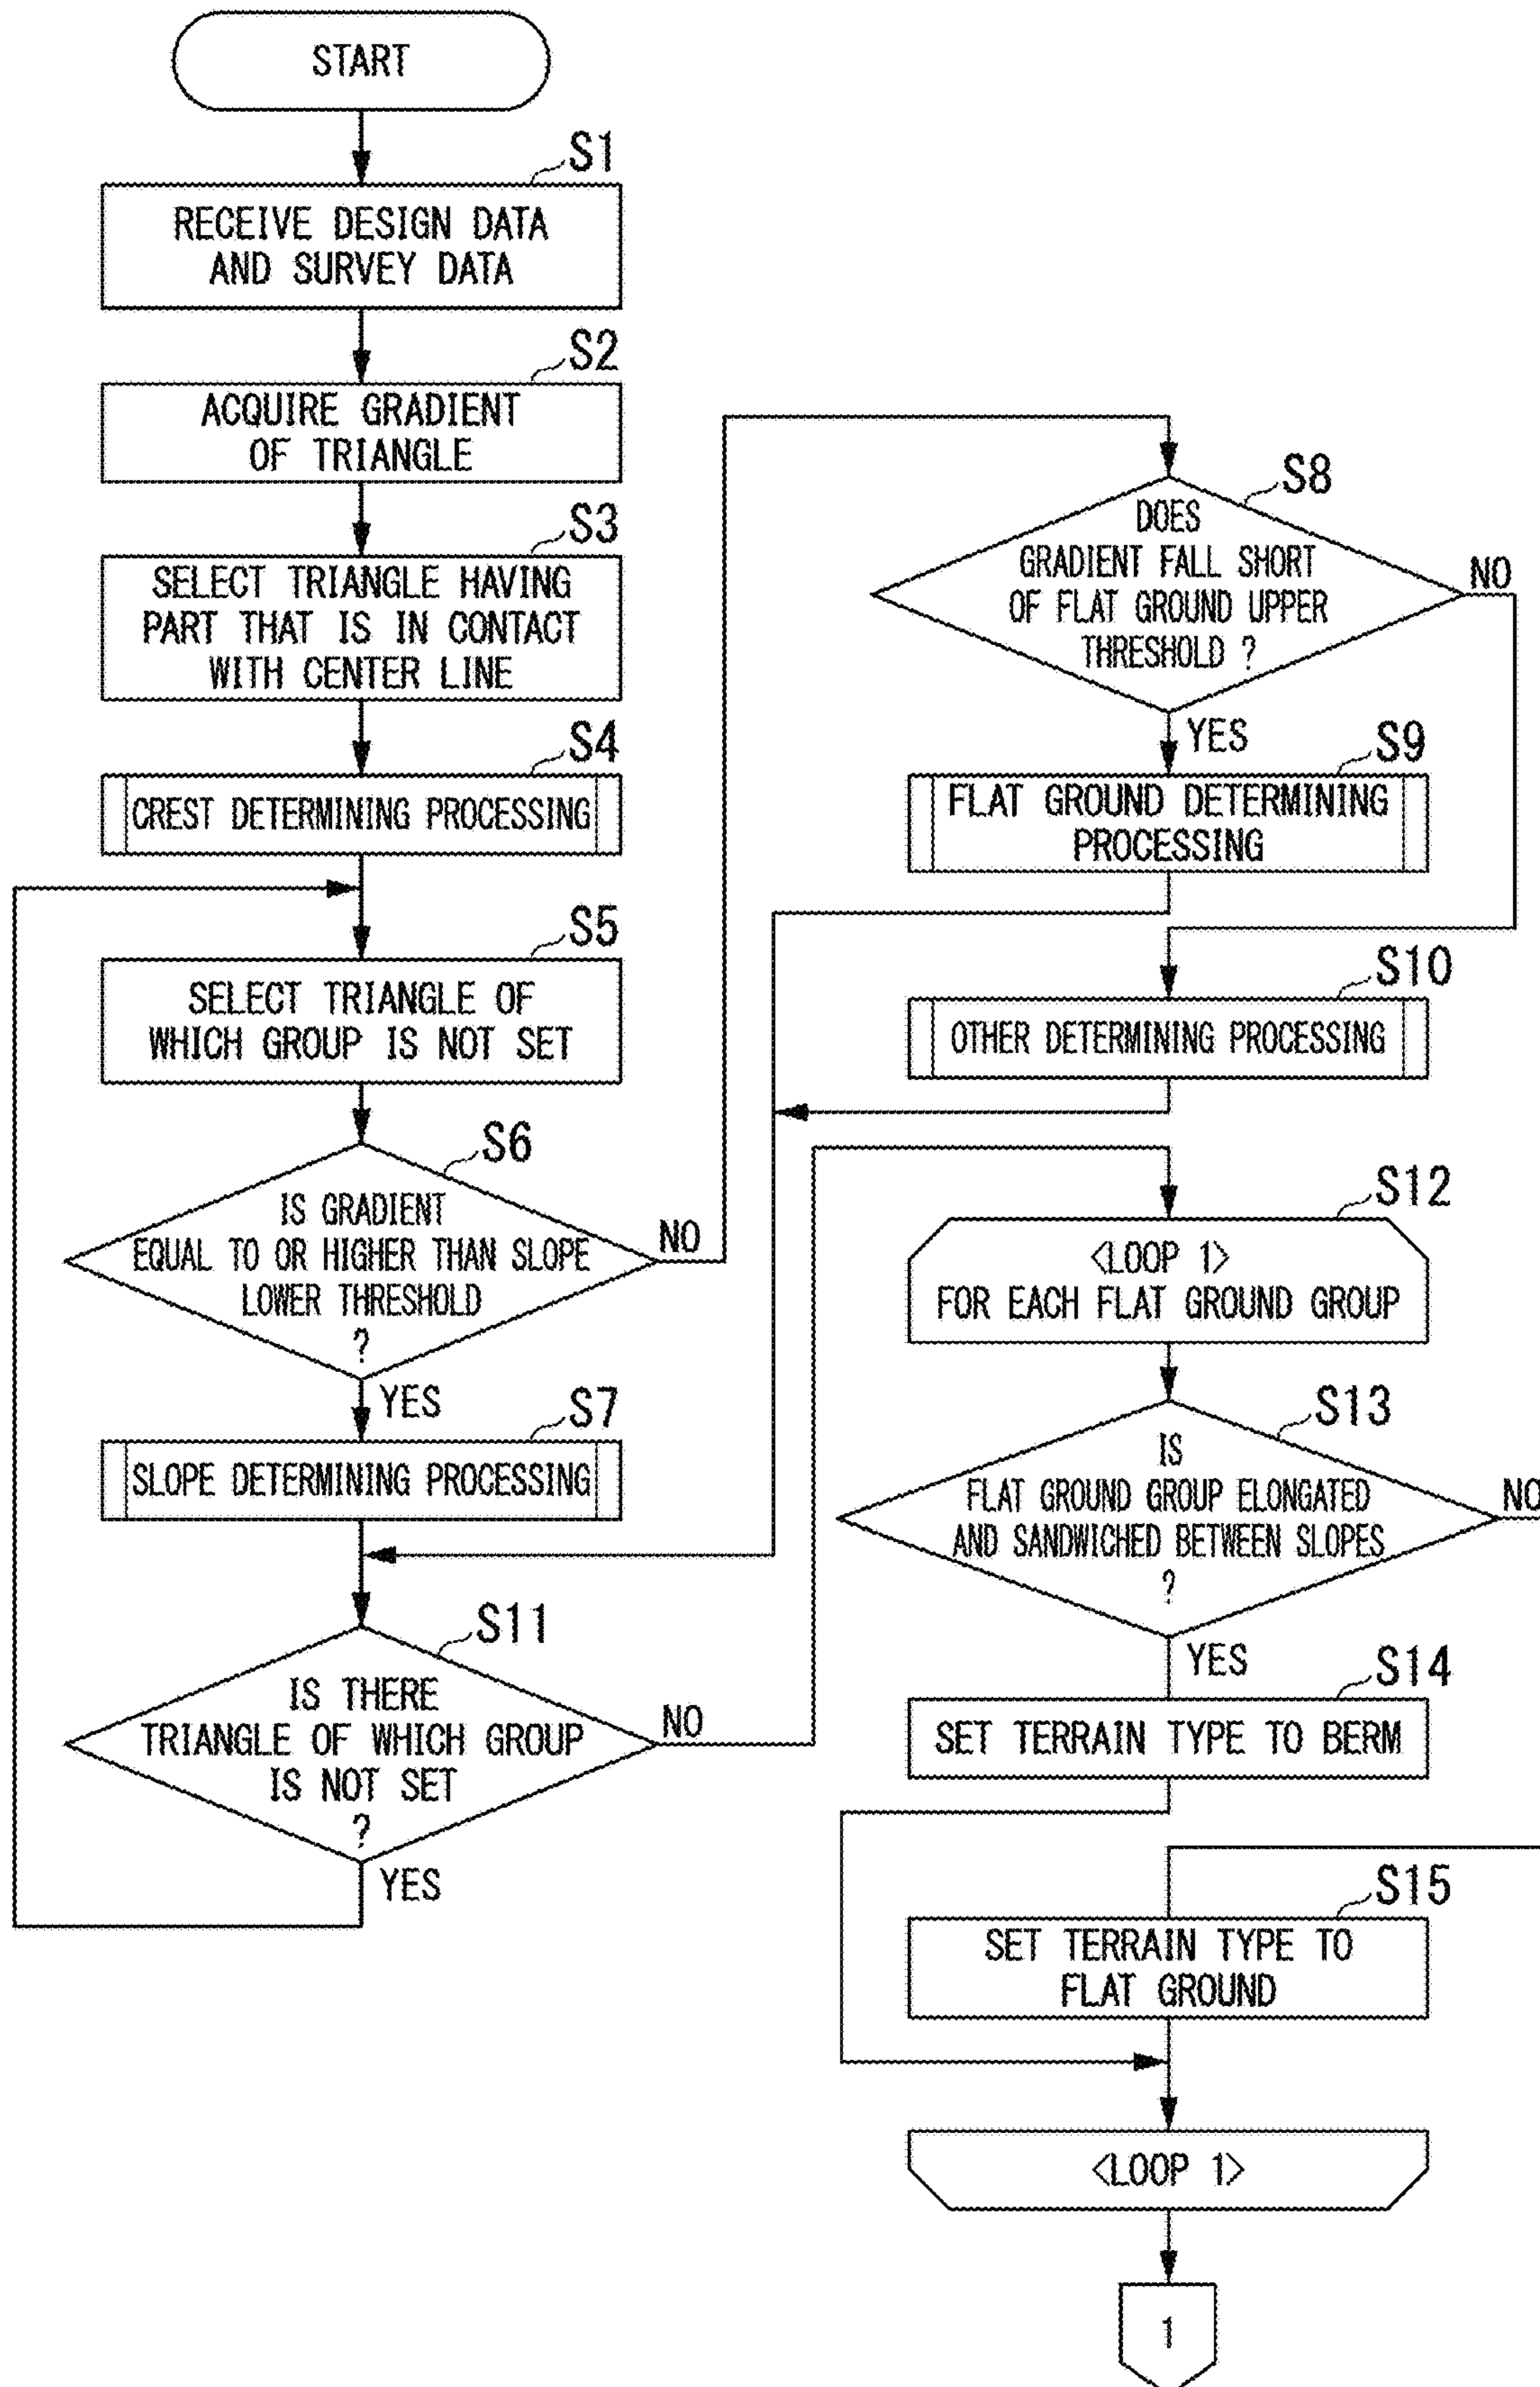 START
S1
RECEIVE DESIGN DATA
AND SURVEY DATA
S2
ACQUIRE GRADIENT
OF TRIANGLE
S3
SELECT TRIANGLE HAVING
PART THAT IS IN CONTACT
WITH CENTER LINE
S4
CREST DETERMINING PROCESSING
S5
SELECT TRIANGLE OF
WHICH GROUP IS NOT SET
S6
IS GRADIENT
EQUAL TO OR HIGHER THAN SLOPE
LOWER THRESHOLD
?
NO
YES
S7
SLOPE DETERMINING PROCESSING
S11
IS THERE
TRIANGLE OF WHICH GROUP
IS NOT SET
?
NO
YES
S8
DOES
GRADIENT FALL SHORT
OF FLAT GROUND UPPER
THRESHOLD ?
NO
YES
S9
FLAT GROUND DETERMINING
PROCESSING
S10
OTHER DETERMINING PROCESSING
S12
<LOOP 1>
FOR EACH FLAT GROUND GROUP
S13
IS
FLAT GROUND GROUP ELONGATED
AND SANDWICHED BETWEEN SLOPES
?
NO
YES
S14
SET TERRAIN TYPE TO BERM
S15
SET TERRAIN TYPE TO
FLAT GROUND
<LOOP 1>
1